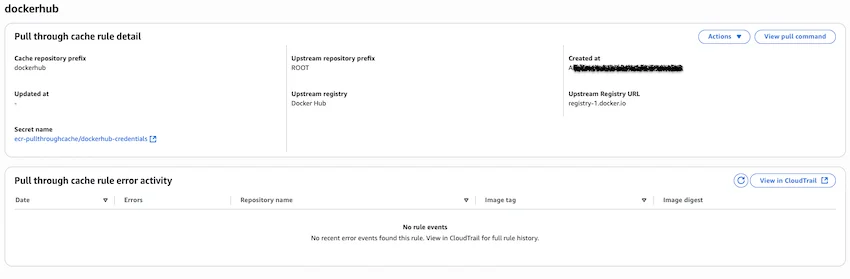 dockerhub
Pull through cache rule detail
Actions
View pull command
Cache repository prefix
dockerhub
Upstream repository prefix
ROOT
Created at
Updated at
-
Upstream registry
Docker Hub
Upstream Registry URL
registry-1.docker.io
Secret name
ecr-pullthroughcache/dockerhub-credentials
Pull through cache rule error activity
View in CloudTrail
Date
Errors
Repository name
Image tag
Image digest
No rule events
No recent error events found this rule. View in CloudTrail for full rule history.